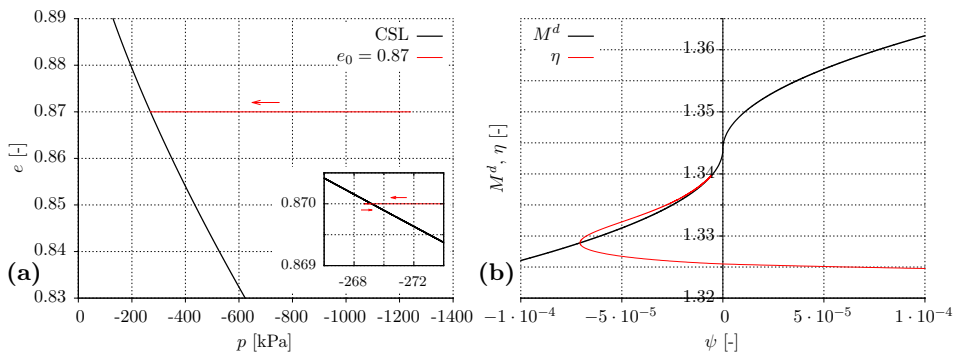 0.89
0.88
0.87
0.86
0.85
0.84
0.83
e [-]
0 -200 -400 -600 -800 -1000 -1200 -1400
p [kPa]
CSL
e₀ = 0.87
0.870
0.869
-268 -272
(a)
M^d
η
1.36
1.35
1.34
1.33
1.32
M^d, η [-]
−1·10⁻⁴ −5·10⁻⁵ 0 5·10⁻⁵ 1·10⁻⁴
ψ [-]
(b)